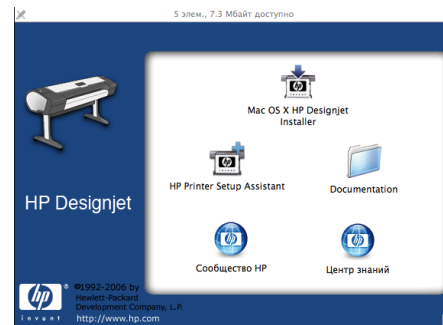 5 элем., 7.3 Мбайт доступно
Mac OS X HP Designjet
Installer
HP Printer Setup Assistant
Documentation
HP Designjet
Сообщество HP
Центр знаний
hp
®
invent
©1992-2006 by
Hewlett-Packard
Development Company, L.P.
http://www.hp.com